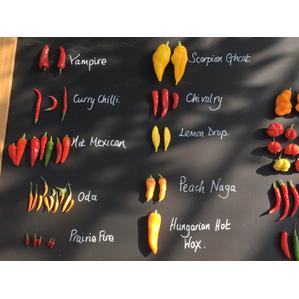 Vampire
Curry Chilli.
Hot Mexican
Oda
Prairie Fire
Scorpion Ghost
Chivalry
Lemon Drop.
Peach Naga
Hungarian Hot
Wax.